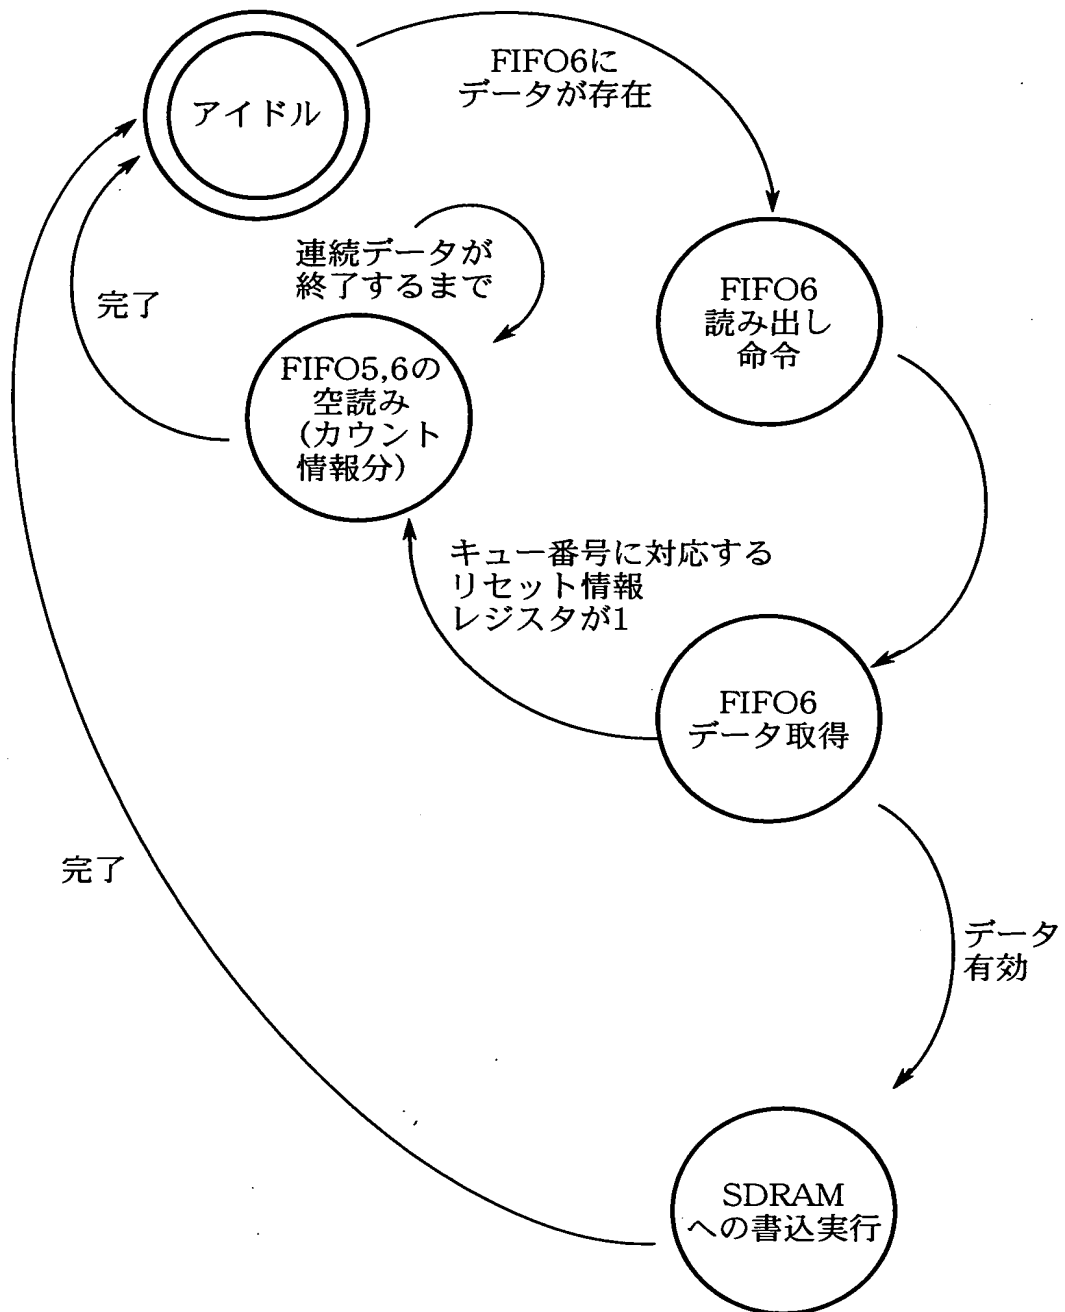 アイドル
FIFO6に
データが存在
FIFO6
読み出し
命令
連続データが
終了するまで
完了
FIFO5,6の
空読み
(カウント
情報分)
キュー番号に対応する
リセット情報
レジスタが1
FIFO6
データ取得
完了
データ
有効
SDRAM
への書込実行